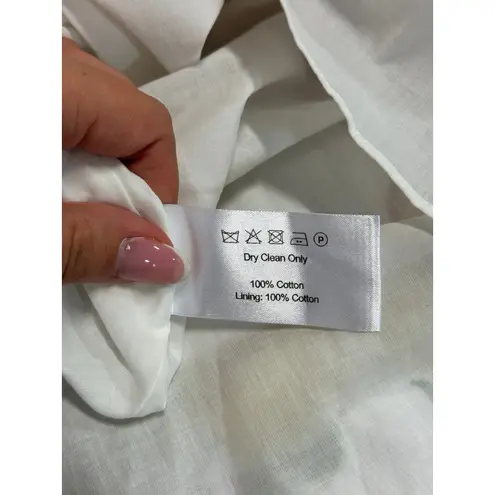 P
Dry Clean Only
100% Cotton
Lining: 100% Cotton